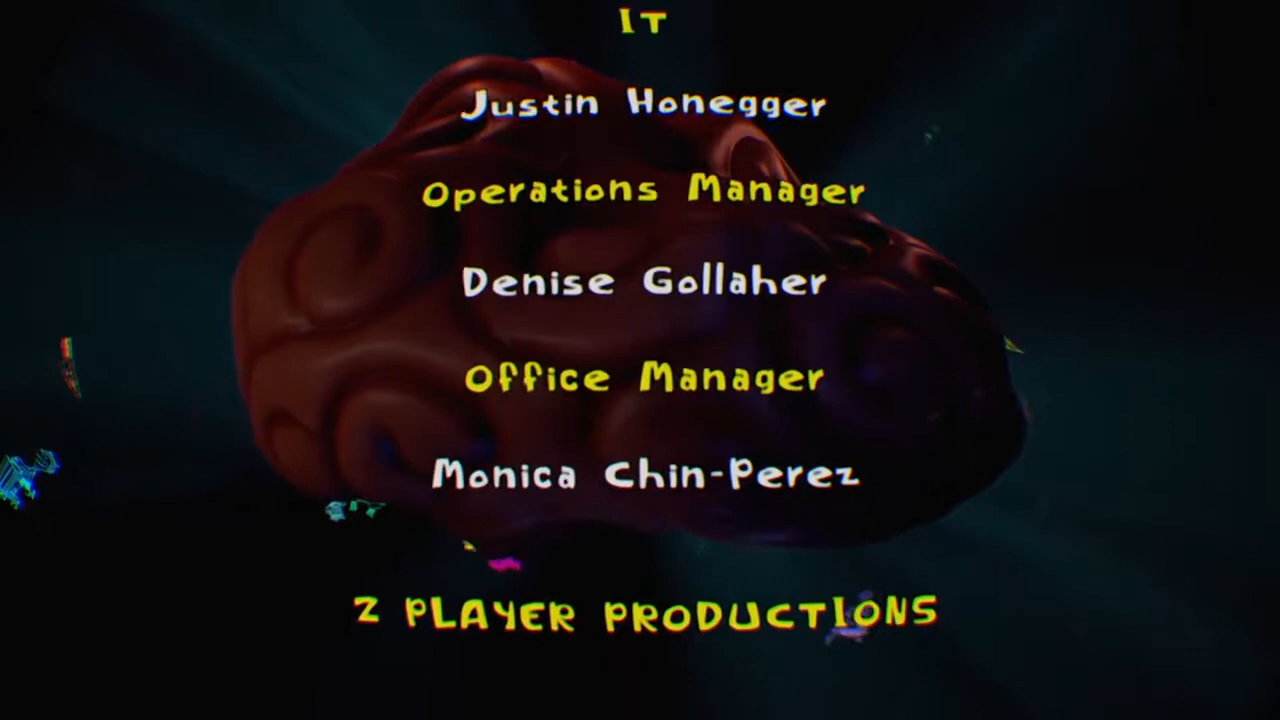 IT
Justin Honegger
Operations Manager
Denise Gollaher
Office Manager
Monica Chin-Perez
2 PLAYER PRODUCTIONS